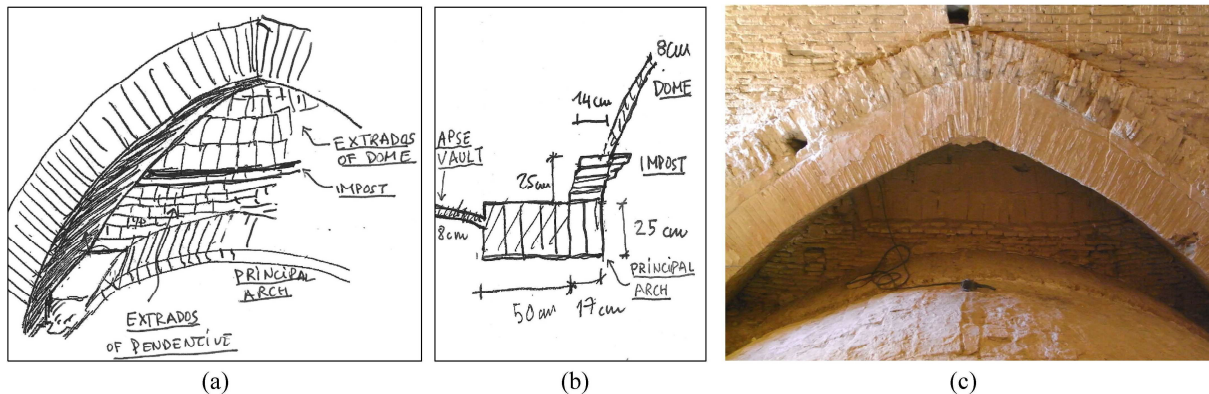 EXTRADOS
OF DOME
IMPOST
PRINCIPAL
ARCH
EXTRADOS
OF PENDENTIVE
8cm
DOME
14cm
APSE
VAULT
IMPOST
25cm
8cm
25 cm
PRINCIPAL
ARCH
50cm 17cm
(a) (b) (c)